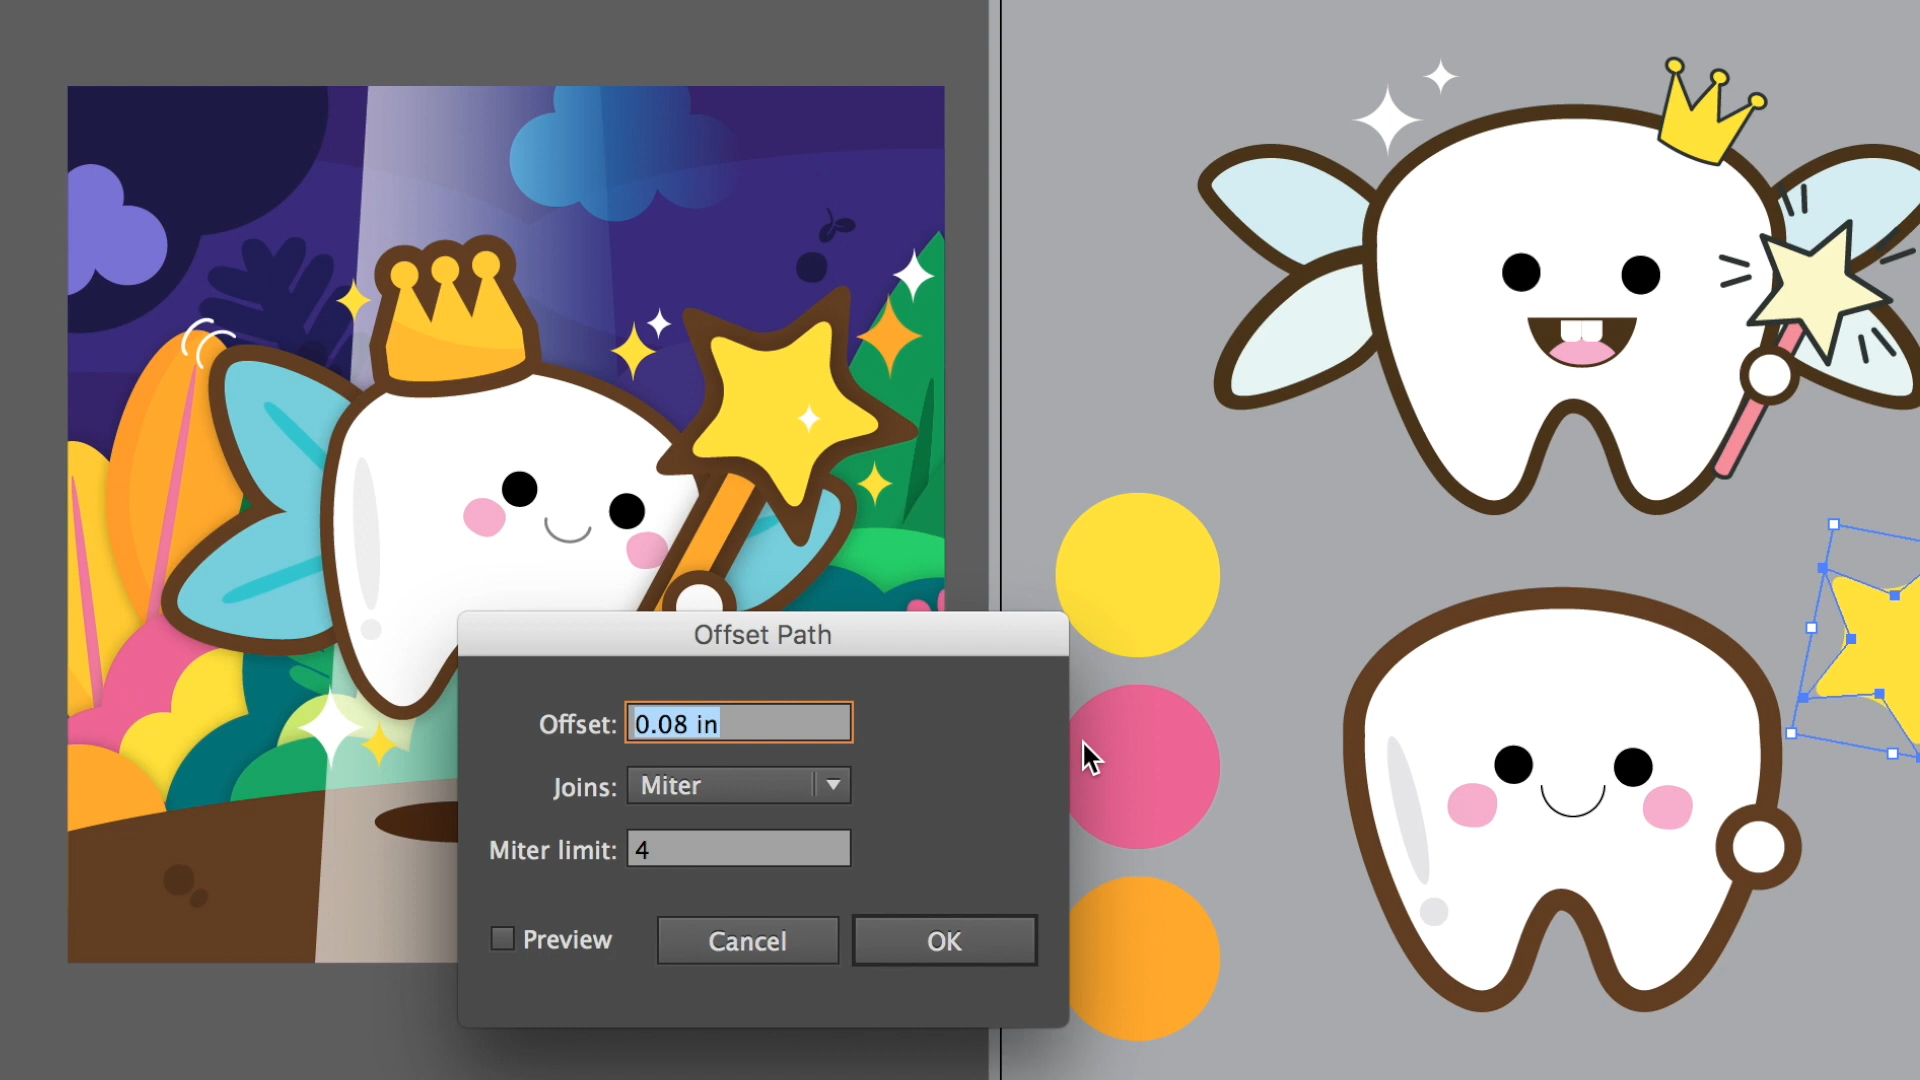 Offset Path
Offset: 0.08 in
Joins: Miter
Miter limit: 4
Preview Cancel OK